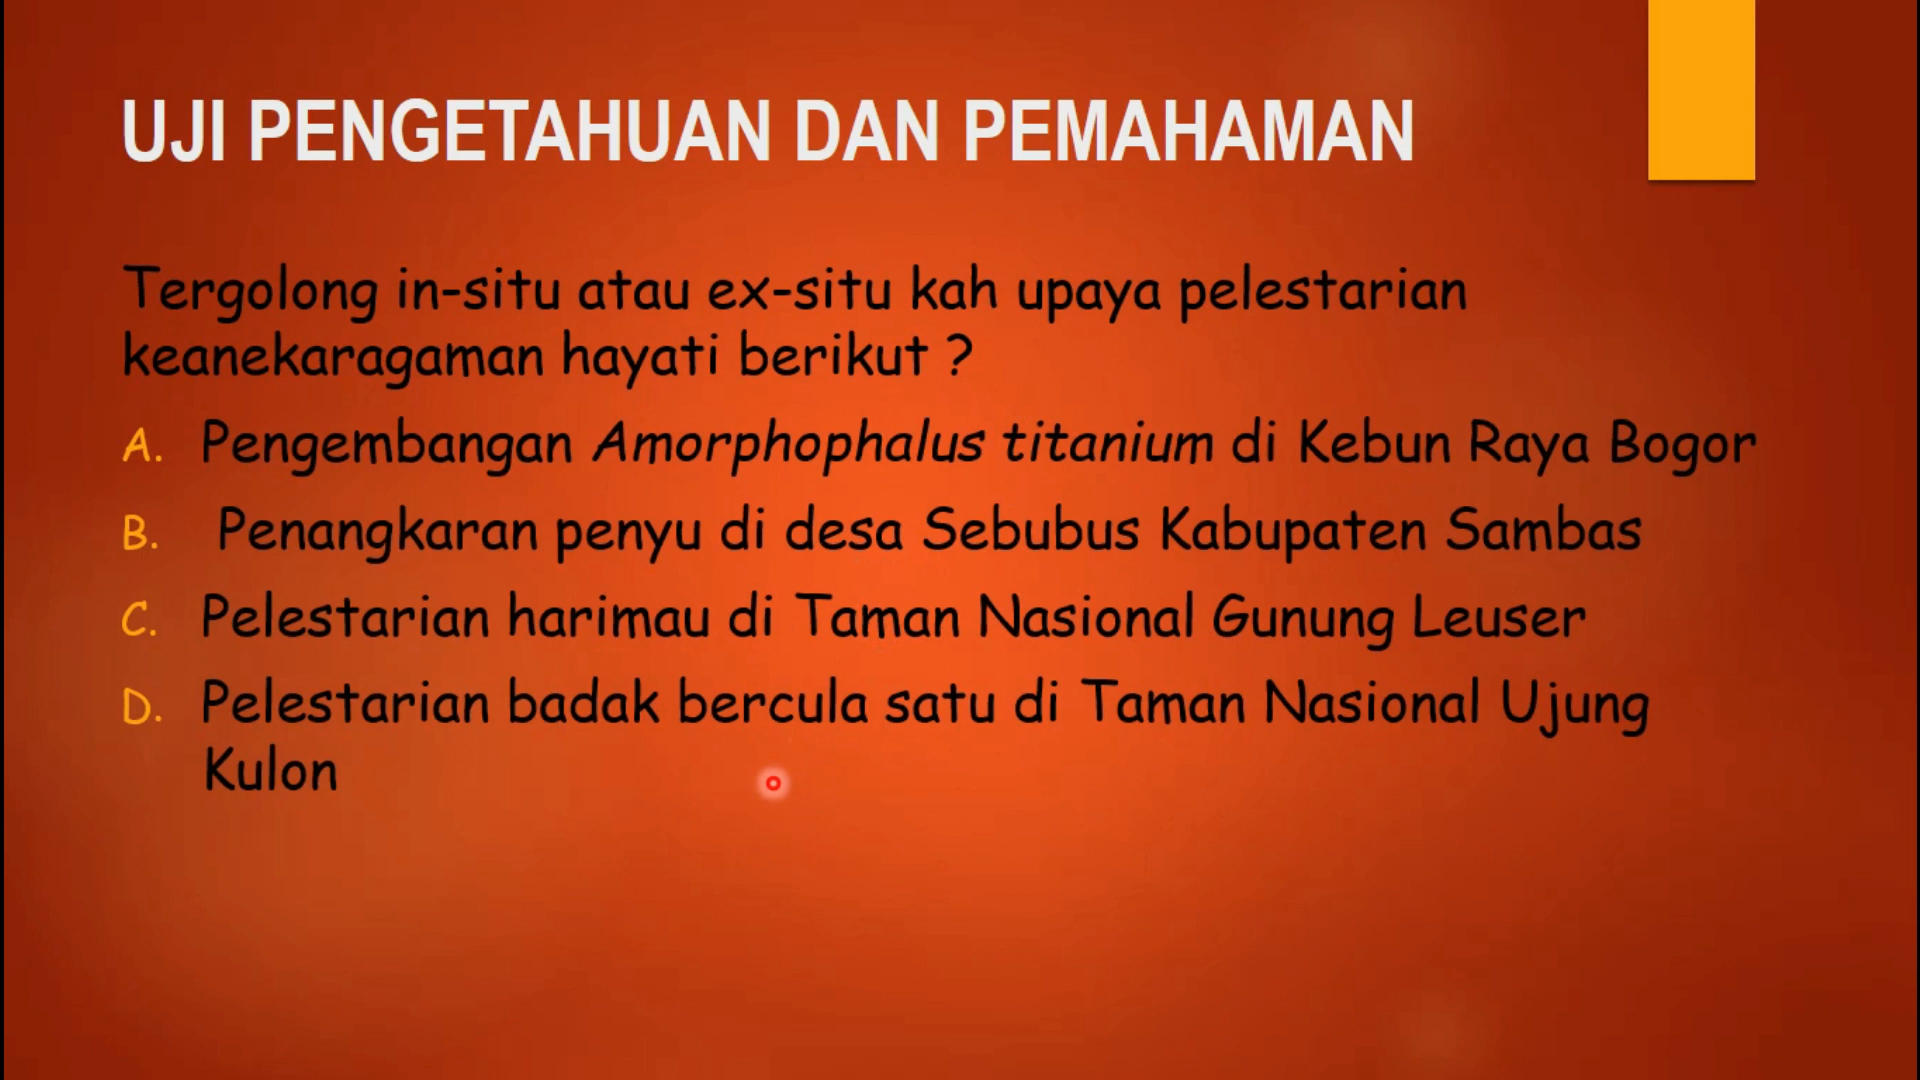 UJI PENGETAHUAN DAN PEMAHAMAN
Tergolong in-situ atau ex-situ kah upaya pelestarian
keanekaragaman hayati berikut ?
A. Pengembangan Amorphophalus titanium di Kebun Raya Bogor
B. Penangkaran penyu di desa Sebubus Kabupaten Sambas
C. Pelestarian harimau di Taman Nasional Gunung Leuser
D. Pelestarian badak bercula satu di Taman Nasional Ujung
Kulon